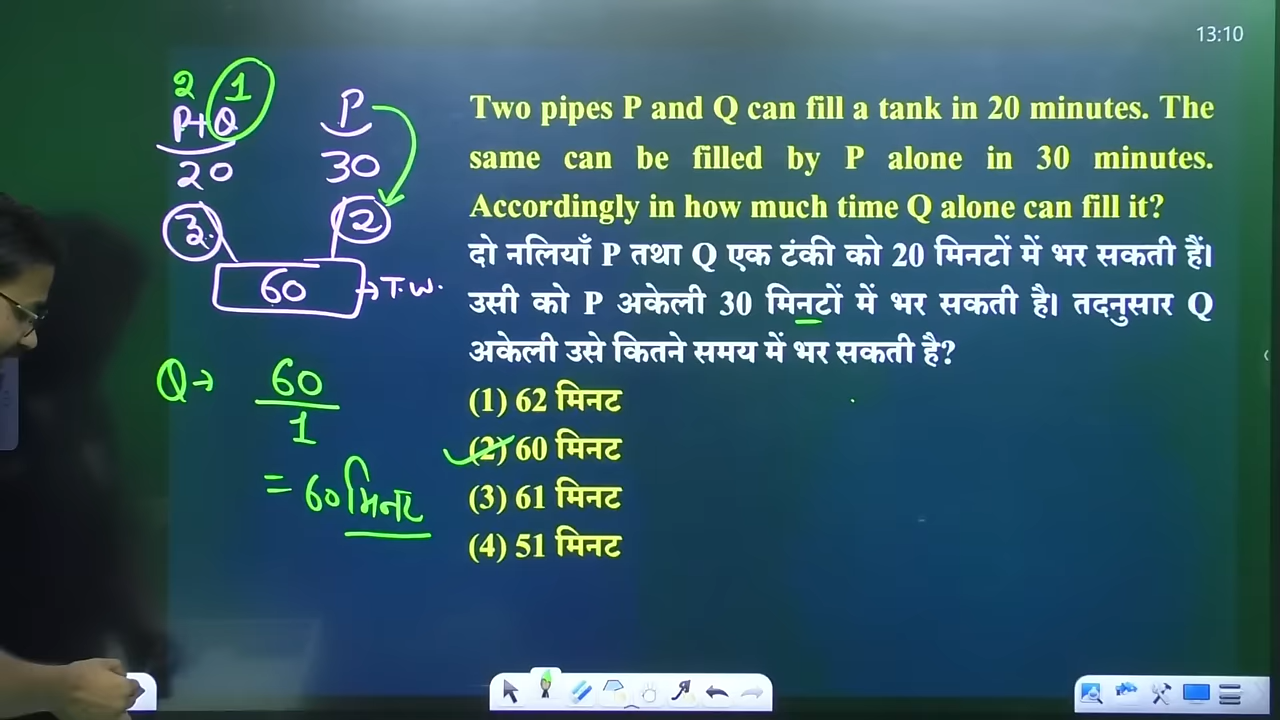 13:10
2 1
P+Q P
20 30
3 2
60 → T.W.
Q → 60
1
= 60 मिनट
Two pipes P and Q can fill a tank in 20 minutes. The
same can be filled by P alone in 30 minutes.
Accordingly in how much time Q alone can fill it?
दो नलियाँ P तथा Q एक टंकी को 20 मिनटों में भर सकती हैं।
उसी को P अकेली 30 मिनटों में भर सकती है। तदनुसार Q
अकेली उसे कितने समय में भर सकती है?
(1) 62 मिनट
(2) 60 मिनट
(3) 61 मिनट
(4) 51 मिनट